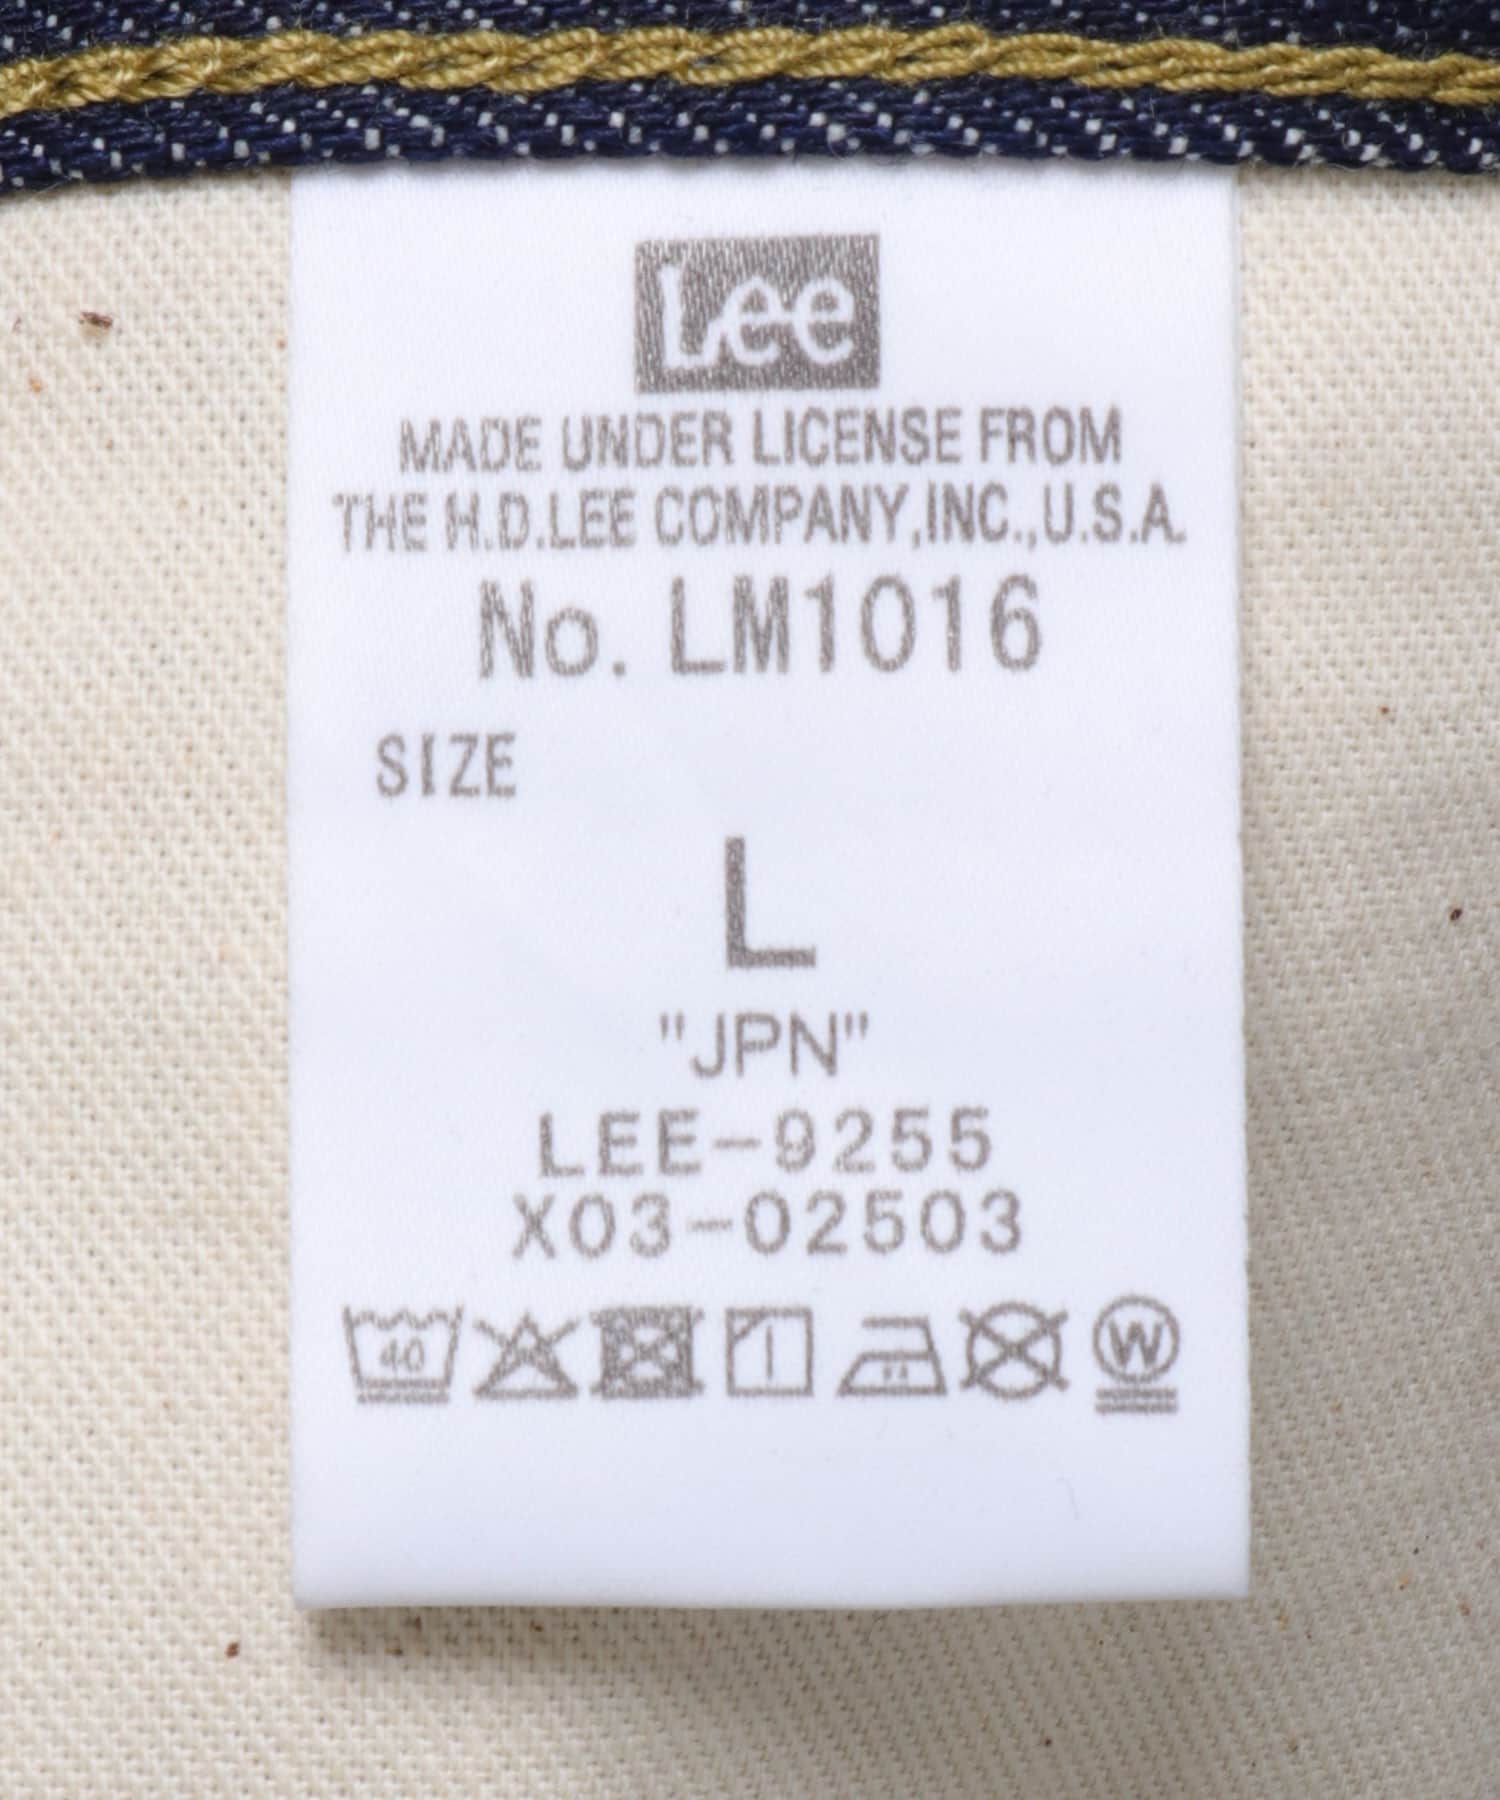 Lee
MADE UNDER LICENSE FROM
THE H.D.LEE COMPANY,INC.,U.S.A.
No. LM1016
SIZE
L
"JPN"
LEE-9255
X03-02503
40
W